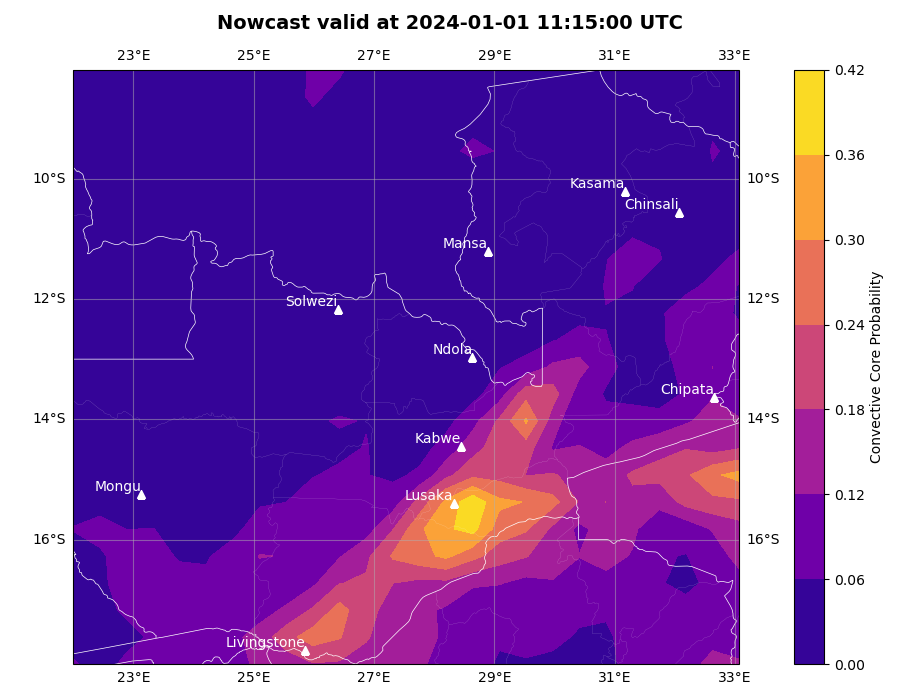 Nowcast valid at 2024-01-01 11:15:00 UTC
23°E 25°E 27°E 29°E 31°E 33°E
0.42
0.36
10°S Kasama 10°S
Chinsali
0.30
Mansa
12°S Solwezi 12°S
0.24
Ndola
Chipata
14°S 14°S
0.18
Kabwe
Mongu Lusaka
0.12
16°S 16°S
0.06
Livingstone
0.00
23°E 25°E 27°E 29°E 31°E 33°E
Convective Core Probability